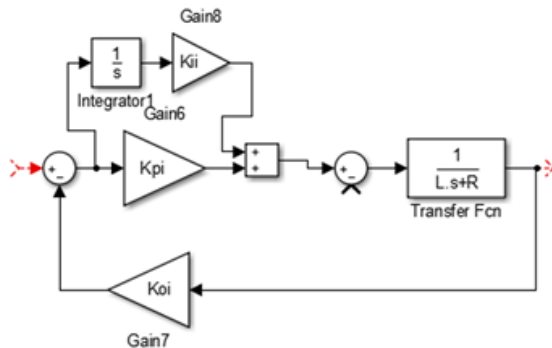 Gain8
1
s
Kii
Integrator1
Gain6
+
-
Kpi
+
+
+
-
1
L.s+R
Transfer Fcn
Koi
Gain7